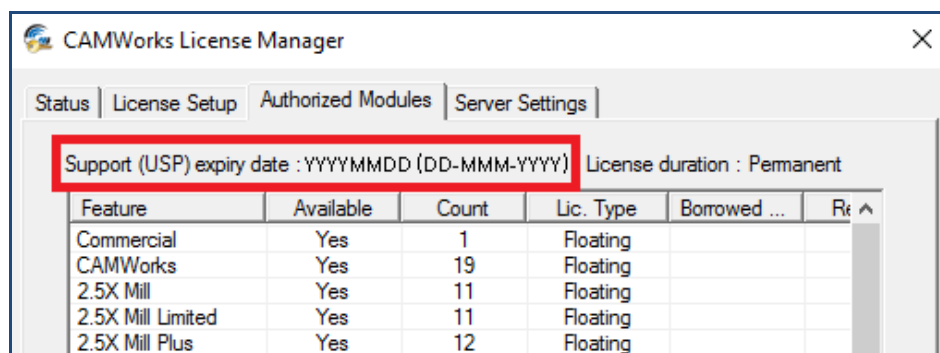 CAMWorks License Manager
Status License Setup Authorized Modules Server Settings
Support (USP) expiry date : YYYYMMDD (DD-MMM-YYYY) License duration : Permanent
Feature Available Count Lic. Type Borrowed ... Re
Commercial Yes 1 Floating
CAMWorks Yes 19 Floating
2.5X Mill Yes 11 Floating
2.5X Mill Limited Yes 11 Floating
2.5X Mill Plus Yes 12 Floating